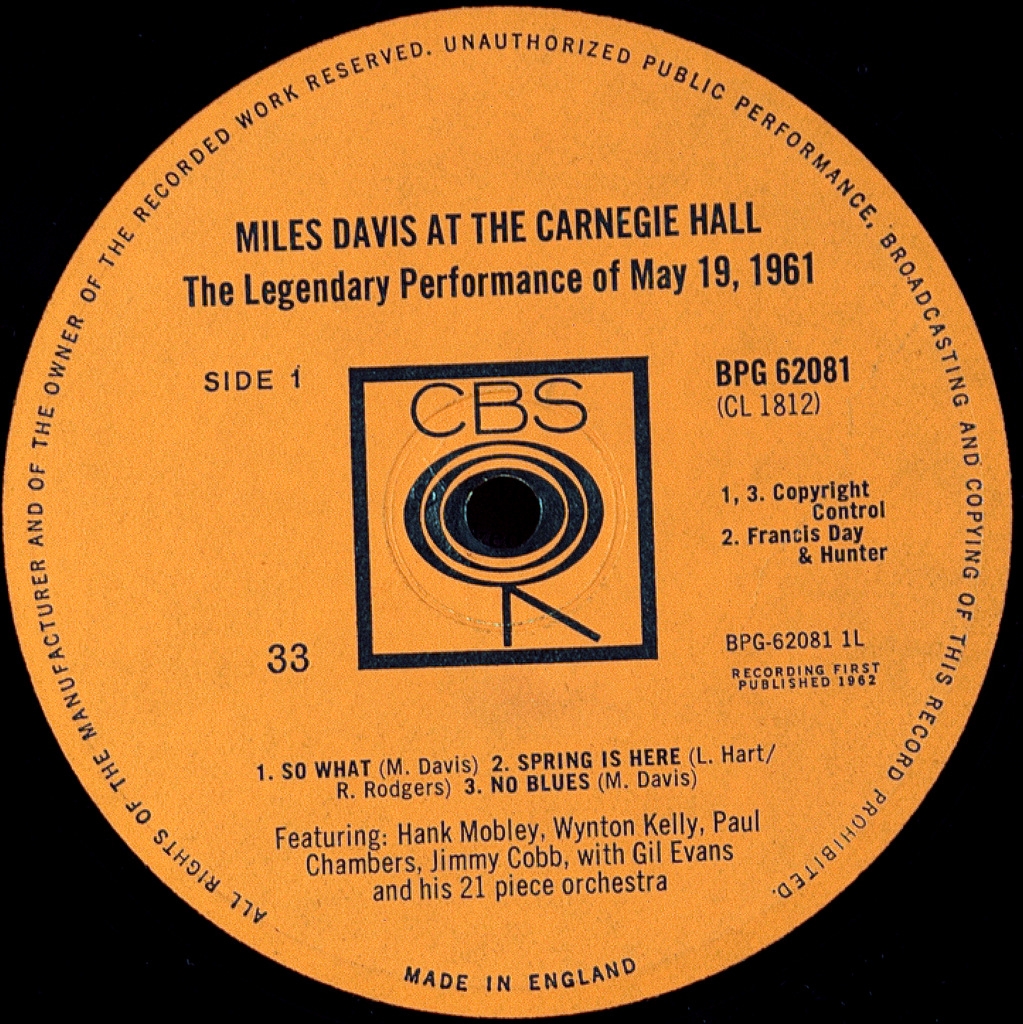 ALL RIGHTS OF THE MANUFACTURER AND OF THE OWNER OF THE RECORDED WORK RESERVED. UNAUTHORIZED PUBLIC PERFORMANCE, BROADCASTING AND COPYING OF THIS RECORD PROHIBITED.
MILES DAVIS AT THE CARNEGIE HALL
The Legendary Performance of May 19, 1961
SIDE 1
CBS
BPG 62081
(CL 1812)
1, 3. Copyright
Control
2. Francis Day
& Hunter
33
BPG-62081 1L
RECORDING FIRST
PUBLISHED 1962
1. SO WHAT (M. Davis) 2. SPRING IS HERE (L. Hart/
R. Rodgers) 3. NO BLUES (M. Davis)
Featuring: Hank Mobley, Wynton Kelly, Paul
Chambers, Jimmy Cobb, with Gil Evans
and his 21 piece orchestra
MADE IN ENGLAND